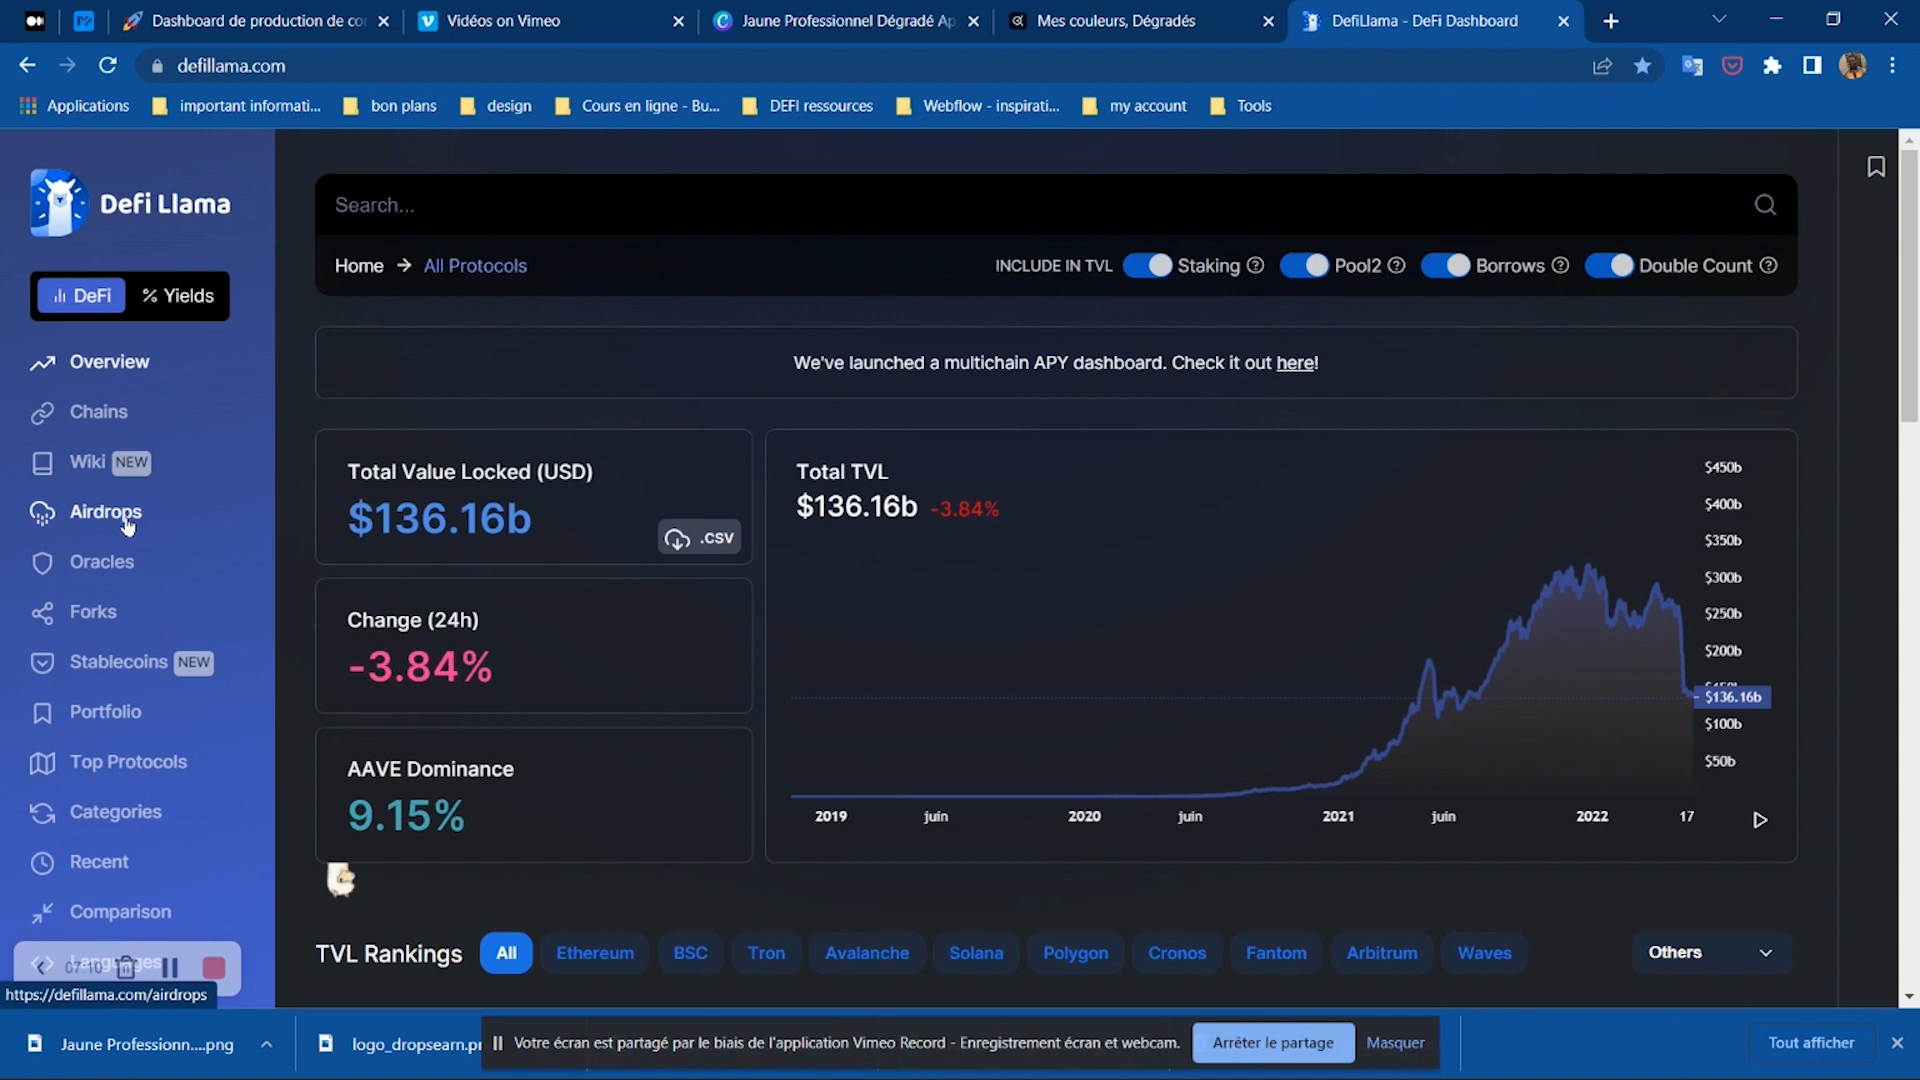 Dashboard de production de co
Vidéos on Vimeo
Jaune Professionnel Dégradé Ap
Mes couleurs, Dégradés
DefiLlama - DeFi Dashboard
defillama.com
Applications
important informati...
bon plans
design
Cours en ligne - Bu...
DEFI ressources
Webflow - inspirati...
my account
Tools
Defi Llama
DeFi
% Yields
Overview
Chains
Wiki NEW
Airdrops
Oracles
Forks
Stablecoins NEW
Portfolio
Top Protocols
Categories
Recent
Comparison
Languages
07:10
https://defillama.com/airdrops
Search...
Home → All Protocols
INCLUDE IN TVL
Staking
Pool2
Borrows
Double Count
We've launched a multichain APY dashboard. Check it out here!
Total Value Locked (USD)
$136.16b
.csv
Change (24h)
-3.84%
AAVE Dominance
9.15%
Total TVL
$136.16b -3.84%
$450b
$400b
$350b
$300b
$250b
$200b
$136.16b
$100b
$50b
2019
juin
2020
juin
2021
juin
2022
17
TVL Rankings
All
Ethereum
BSC
Tron
Avalanche
Solana
Polygon
Cronos
Fantom
Arbitrum
Waves
Others
Jaune Professionn....png
logo_dropsearn.pr
Votre écran est partagé par le biais de l'application Vimeo Record - Enregistrement écran et webcam.
Arrêter le partage
Masquer
Tout afficher